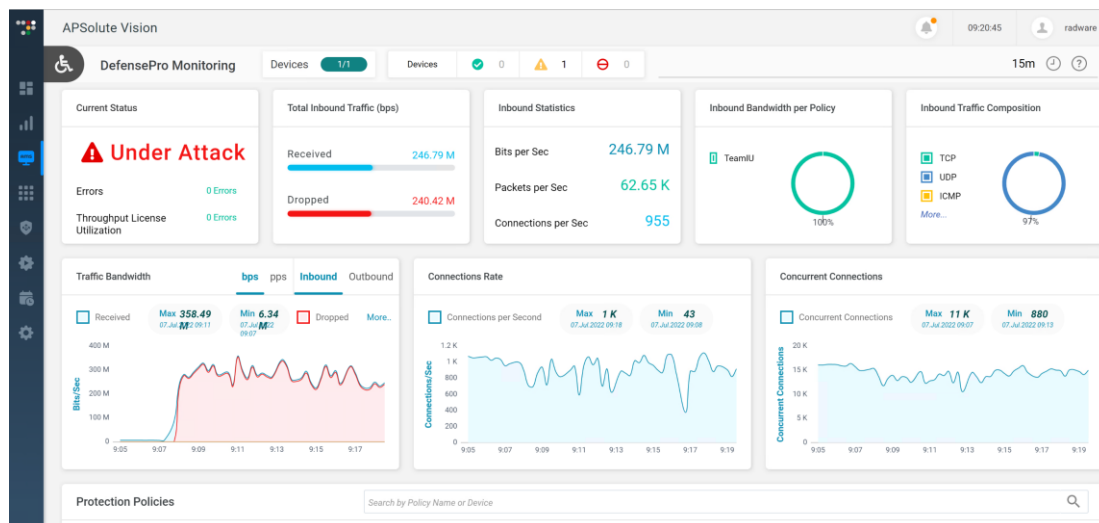 APSolute Vision
09:20:45
radware
DefensePro Monitoring
Devices 1/1
Devices 0 1 0
15m
Current Status
Under Attack
Errors 0 Errors
Throughput License Utilization 0 Errors
Total Inbound Traffic (bps)
Received 246.79 M
Dropped 240.42 M
Inbound Statistics
Bits per Sec 246.79 M
Packets per Sec 62.65 K
Connections per Sec 955
Inbound Bandwidth per Policy
TeamIU
100%
Inbound Traffic Composition
TCP
UDP
ICMP
More...
97%
Traffic Bandwidth
bps pps Inbound Outbound
Received
Max 358.49 M
07.Jul.2022 09:11
Min 6.34 M
07.Jul.2022 09:07
Dropped
More..
Bits/Sec
400 M
300 M
200 M
100 M
0
9:05 9:07 9:09 9:11 9:13 9:15 9:17
Connections Rate
Connections per Second
Max 1 K
07.Jul.2022 09:18
Min 43
07.Jul.2022 09:08
Connections/Sec
1.2 K
1 K
800
600
400
200
0
9:05 9:07 9:09 9:11 9:13 9:15 9:17 9:19
Concurrent Connections
Concurrent Connections
Max 11 K
07.Jul.2022 09:07
Min 880
07.Jul.2022 09:13
Concurrent Connections
20 K
15 K
10 K
5 K
0
9:05 9:07 9:09 9:11 9:13 9:15 9:17 9:19
Protection Policies
Search by Policy Name or Device